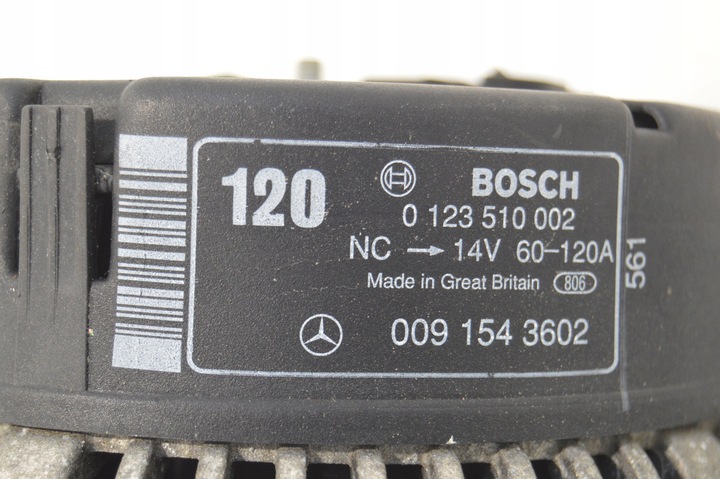 120
BOSCH
0 123 510 002
NC → 14V 60-120A
Made in Great Britain 806
009 154 3602
561